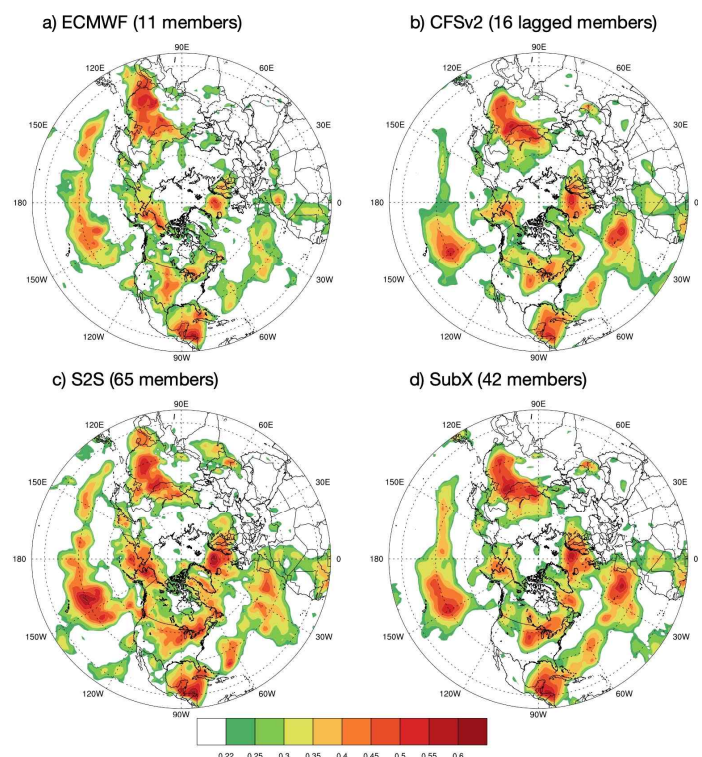 a) ECMWF (11 members)
b) CFSv2 (16 lagged members)
90E
120E
60E
150E
30E
180
0
150W
30W
120W
60W
90W
90E
120E
60E
150E
30E
180
0
150W
30W
120W
60W
90W
c) S2S (65 members)
d) SubX (42 members)
90E
120E
60E
150E
30E
180
0
150W
30W
120W
60W
90W
90E
120E
60E
150E
30E
180
0
150W
30W
120W
60W
90W
0.22 0.25 0.3 0.35 0.4 0.45 0.5 0.55 0.6